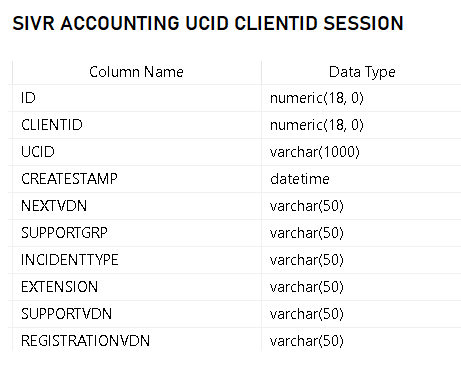 SIVR ACCOUNTING UCID CLIENTID SESSION
Column Name Data Type
ID numeric(18, 0)
CLIENTID numeric(18, 0)
UCID varchar(1000)
CREATESTAMP datetime
NEXTVDN varchar(50)
SUPPORTGRP varchar(50)
INCIDENTTYPE varchar(50)
EXTENSION varchar(50)
SUPPORTVDN varchar(50)
REGISTRATIONVDN varchar(50)